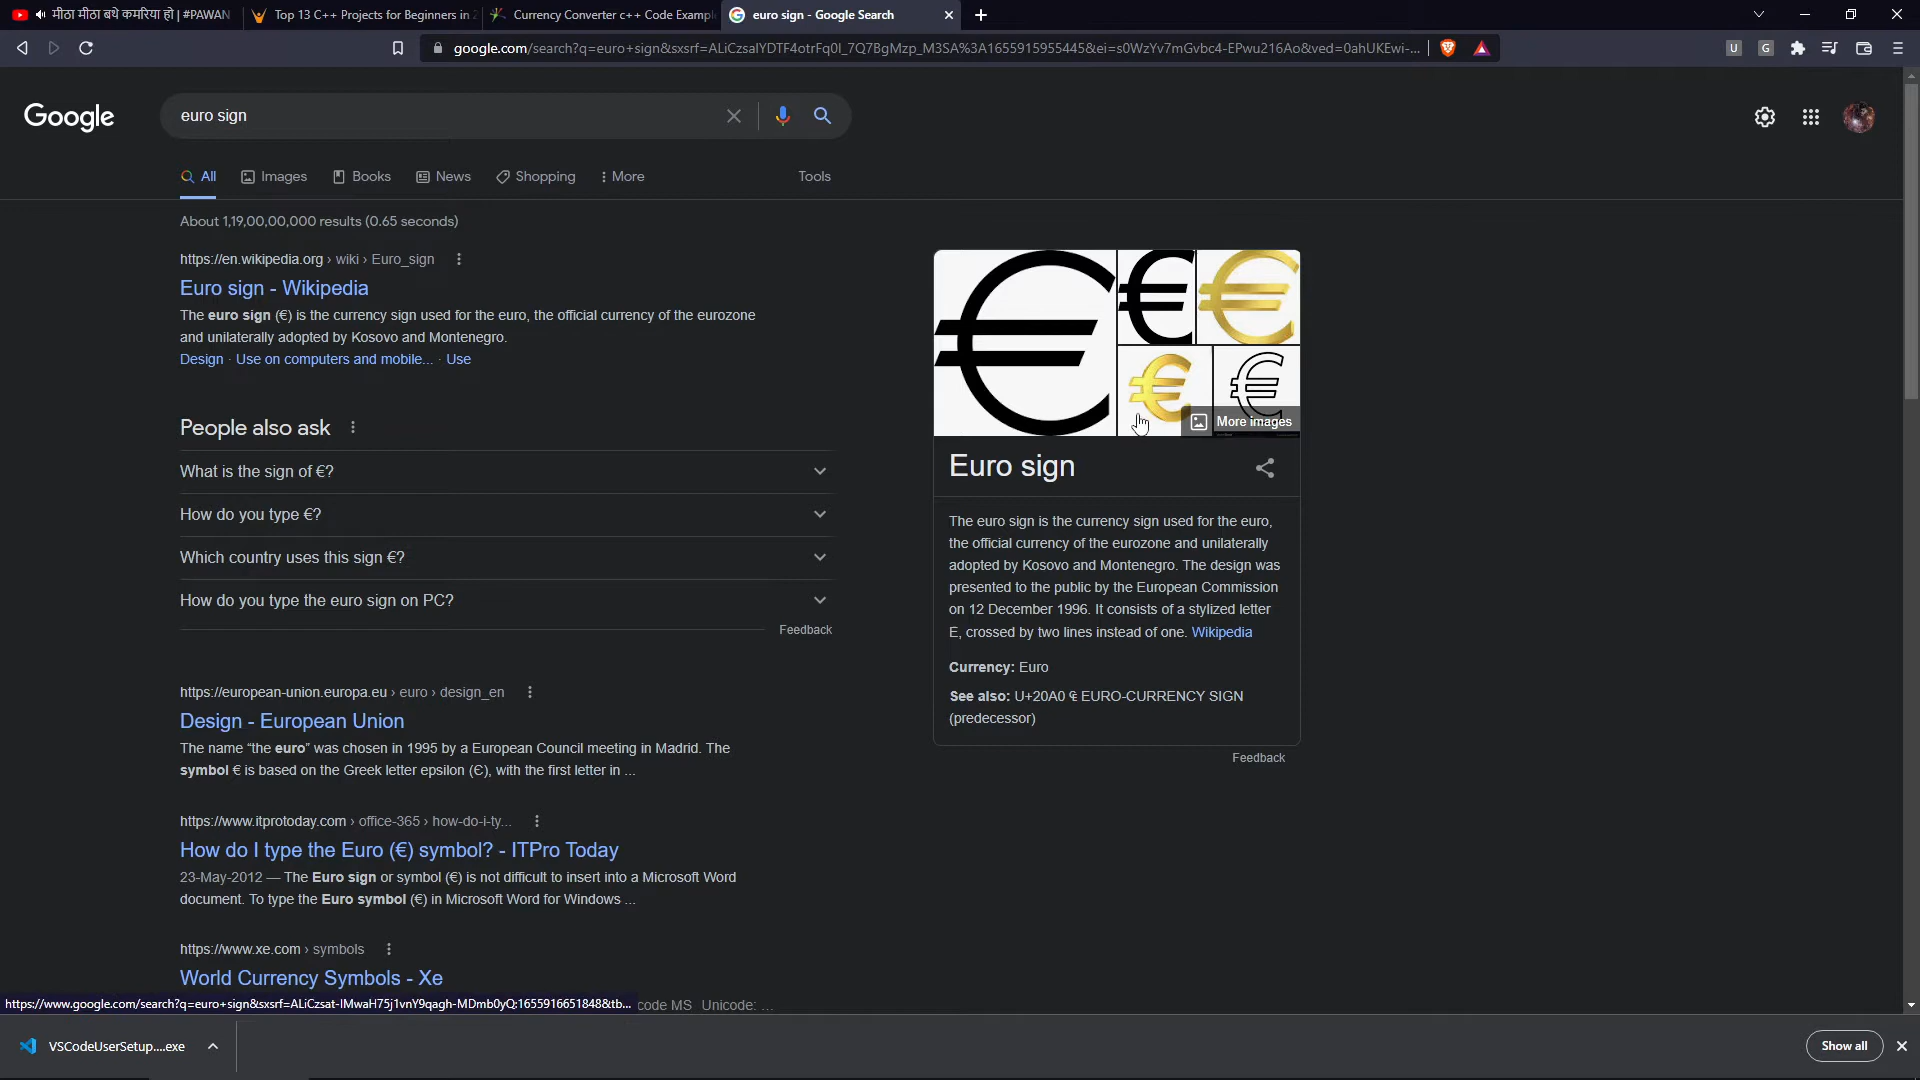 मीठा मीठा बथे कमरिया हो | #PAWAN
Top 13 C++ Projects for Beginners in 2
Currency Converter c++ Code Exampl
euro sign - Google Search
google.com/search?q=euro+sign&sxsrf=ALiCzsalYDTF4otrFq0l_7Q7BgMzp_M3SA%3A1655915955445&ei=s0WzYv7mGvbc4-EPwu216Ao&ved=0ahUKEwi-...
Google
euro sign
All
Images
Books
News
Shopping
More
Tools
About 1,19,00,00,000 results (0.65 seconds)
https://en.wikipedia.org › wiki › Euro_sign
Euro sign - Wikipedia
The euro sign (€) is the currency sign used for the euro, the official currency of the eurozone
and unilaterally adopted by Kosovo and Montenegro.
Design · Use on computers and mobile... · Use
People also ask
What is the sign of €?
How do you type €?
Which country uses this sign €?
How do you type the euro sign on PC?
Feedback
https://european-union.europa.eu › euro › design_en
Design - European Union
The name “the euro” was chosen in 1995 by a European Council meeting in Madrid. The
symbol € is based on the Greek letter epsilon (Є), with the first letter in ...
https://www.itprotoday.com › office-365 › how-do-i-ty...
How do I type the Euro (€) symbol? - ITPro Today
23-May-2012 — The Euro sign or symbol (€) is not difficult to insert into a Microsoft Word
document. To type the Euro symbol (€) in Microsoft Word for Windows ...
https://www.xe.com › symbols
World Currency Symbols - Xe
code MS Unicode: ...
€
€
€
€
€
More images
Euro sign
The euro sign is the currency sign used for the euro,
the official currency of the eurozone and unilaterally
adopted by Kosovo and Montenegro. The design was
presented to the public by the European Commission
on 12 December 1996. It consists of a stylized letter
E, crossed by two lines instead of one. Wikipedia
Currency: Euro
See also: U+20A0 ₠ EURO-CURRENCY SIGN
(predecessor)
Feedback
https://www.google.com/search?q=euro+sign&sxsrf=ALiCzsat-IMwaH75j1vnY9qagh-MDmb0yQ:1655916651848&tb...
VSCodeUserSetup....exe
Show all